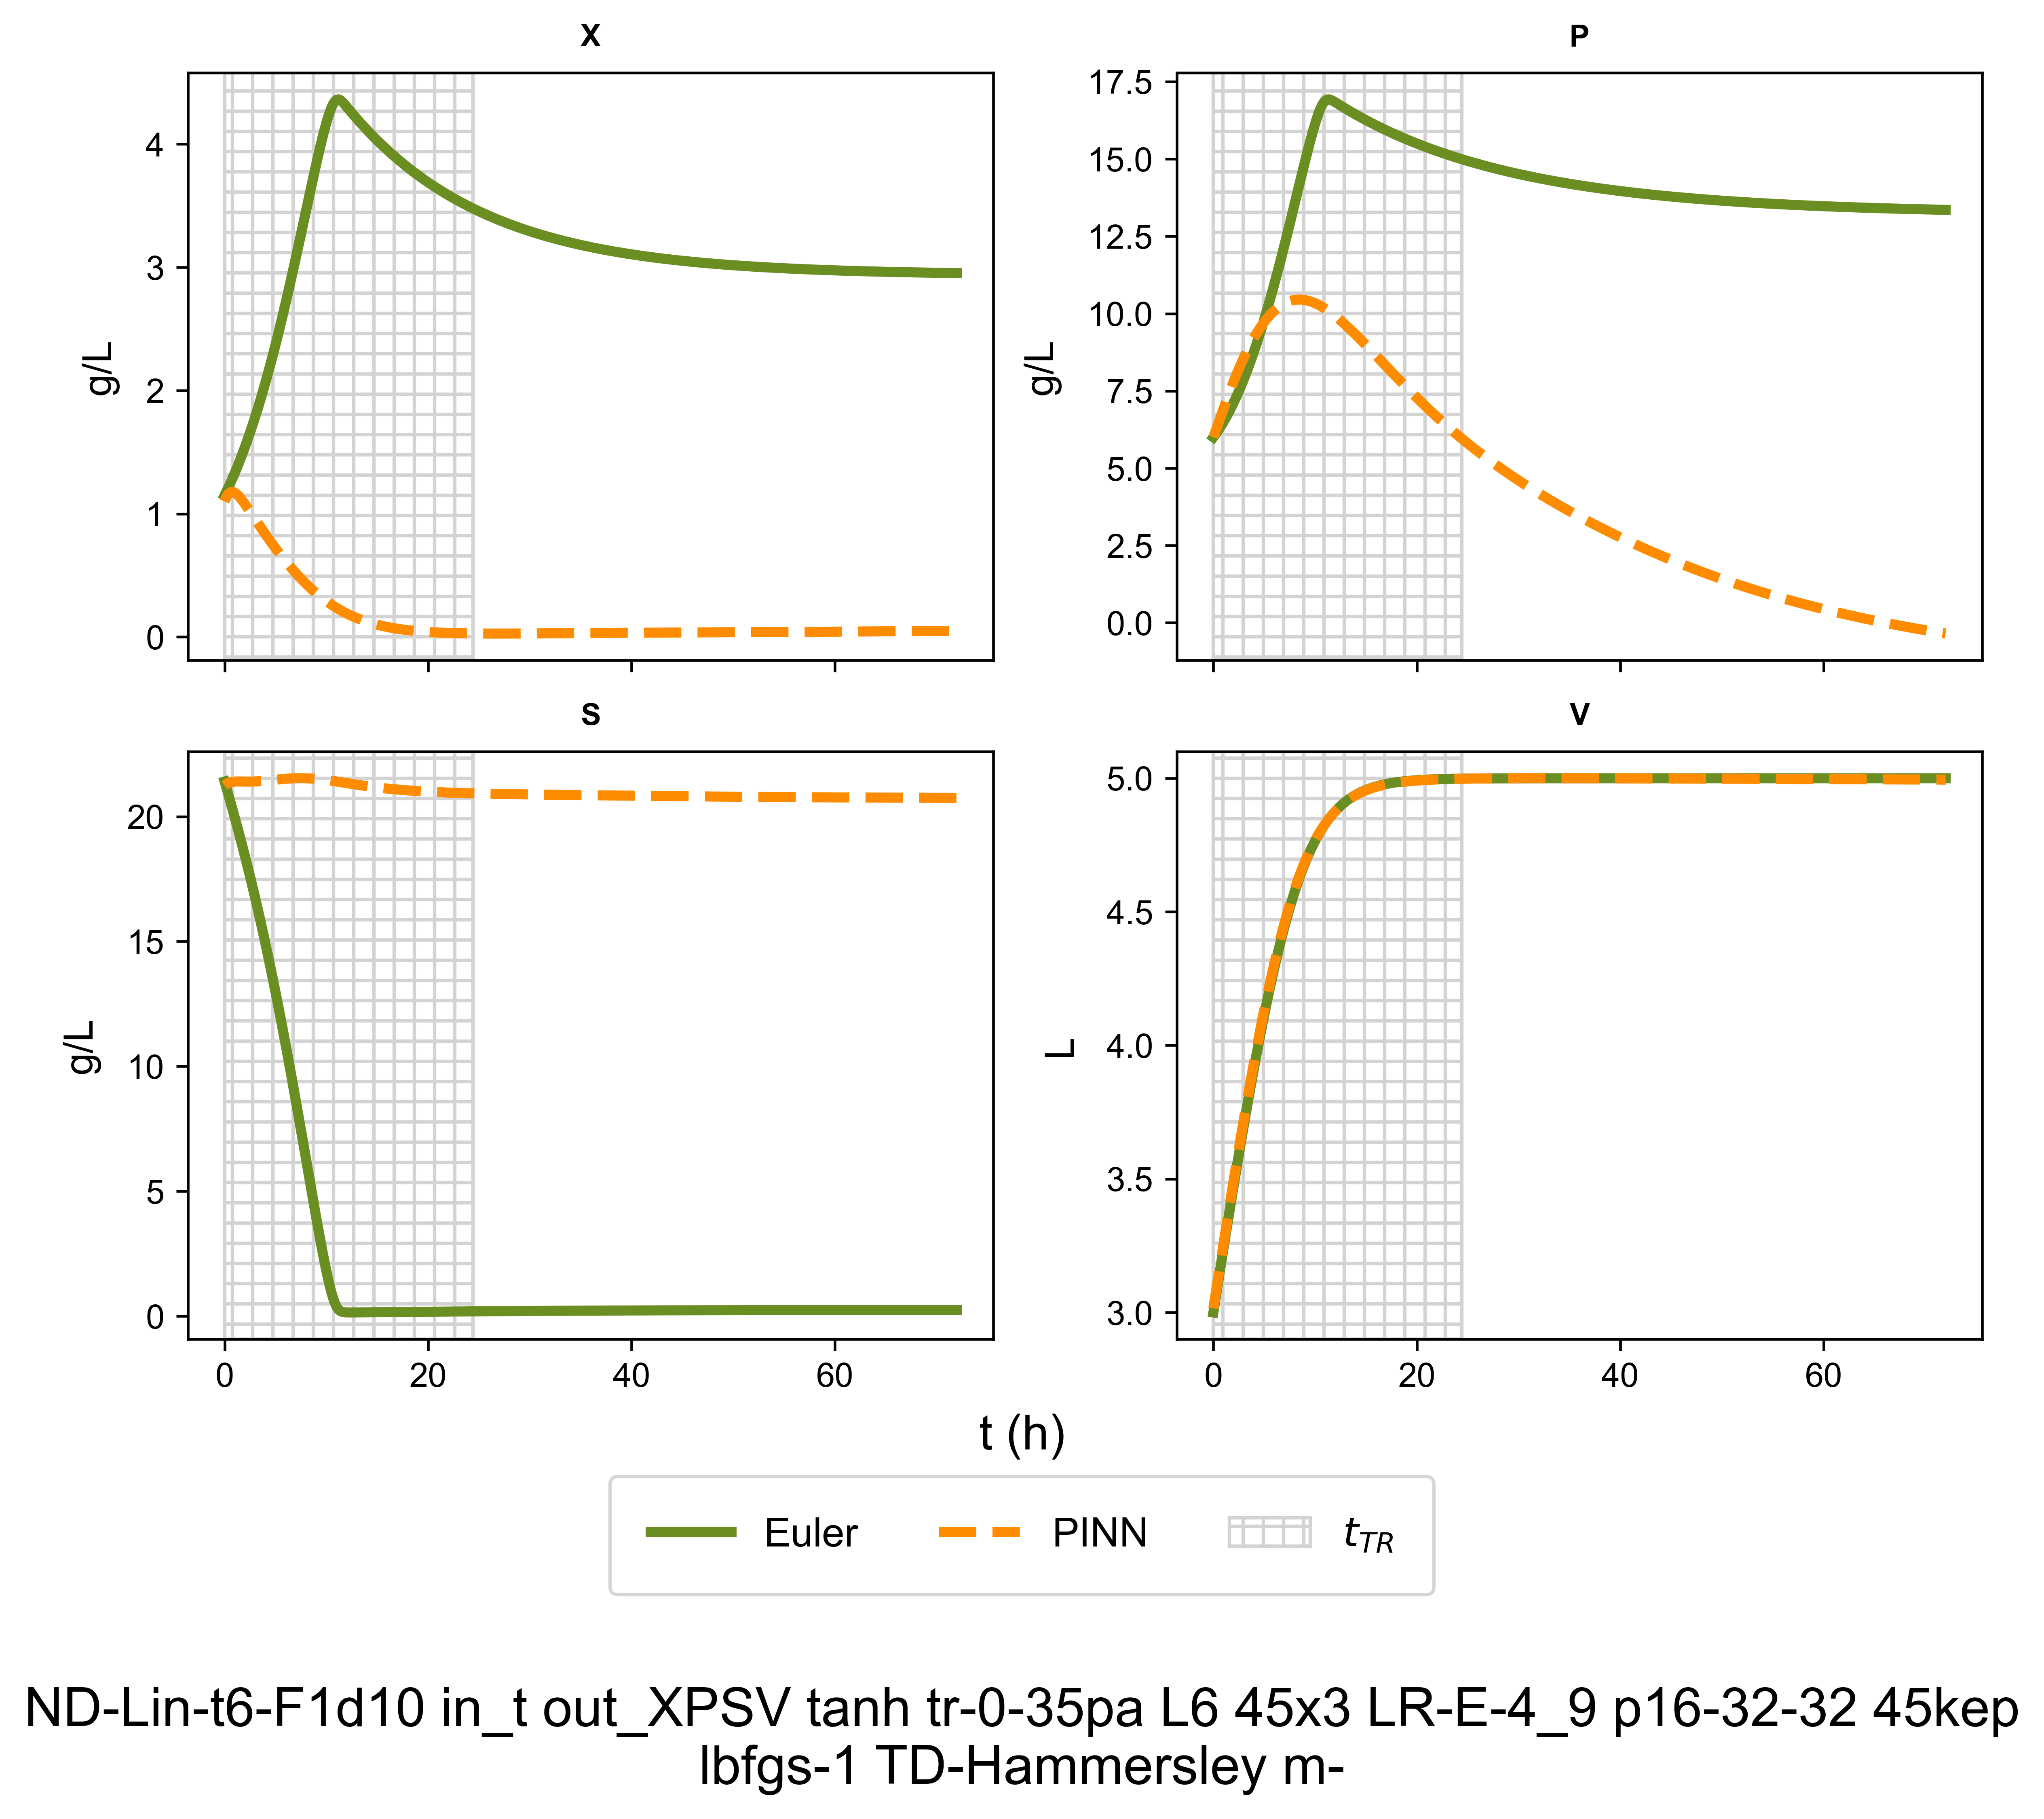 X
P
4
3
2
1
0
g/L
17.5
15.0
12.5
10.0
7.5
5.0
2.5
0.0
g/L
S
V
20
15
10
5
0
g/L
0 20 40 60
5.0
4.5
4.0
3.5
3.0
L
0 20 40 60
t (h)
Euler PINN t_TR
ND-Lin-t6-F1d10 in_t out_XPSV tanh tr-0-35pa L6 45x3 LR-E-4_9 p16-32-32 45kep
lbfgs-1 TD-Hammersley m-